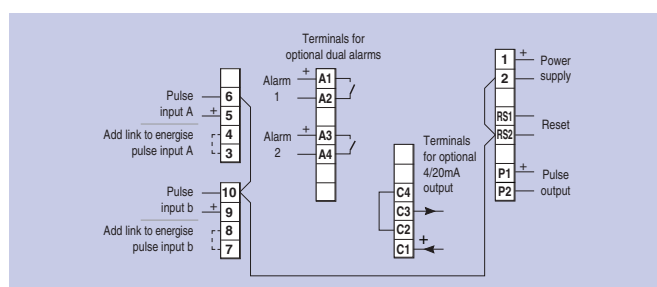 Terminals for
optional dual alarms
Pulse
input A
6
+
5
Add link to energise
pulse input A
4
3
Pulse
input b
10
+
9
Add link to energise
pulse input b
8
7
Alarm
1
+
A1
A2
Alarm
2
+
A3
A4
Terminals
for optional
4/20mA
output
C4
C3
C2
C1
+
1
2
+
Power
supply
RS1
RS2
Reset
P1
P2
+
Pulse
output